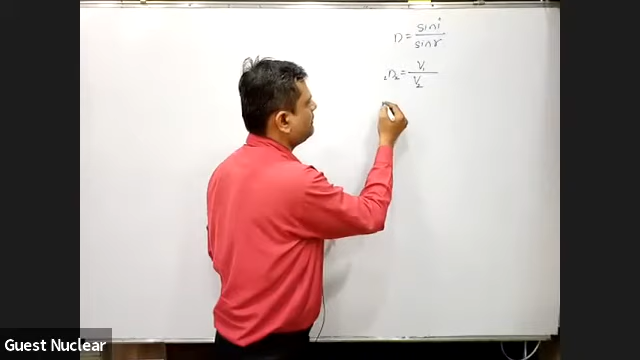 n = sin i / sin r
₁n₂ = V₁ / V₂
Guest Nuclear